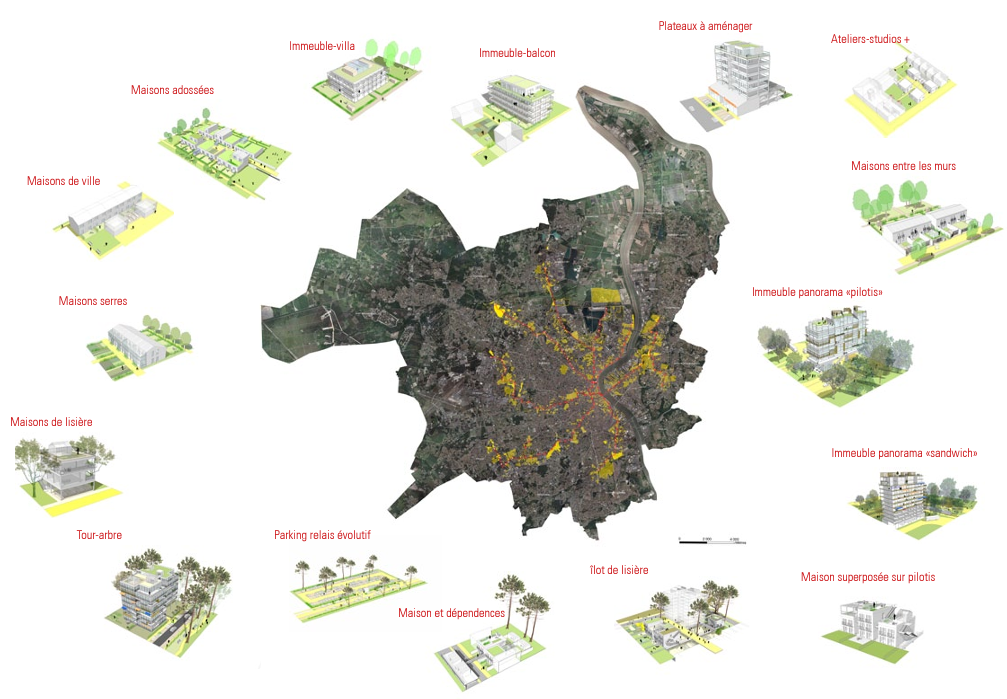 Plateaux à aménager
Ateliers-studios +
Immeuble-villa
Immeuble-balcon
Maisons adossées
Maisons entre les murs
Maisons de ville
Immeuble panorama «pilotis»
Maisons serres
Maisons de lisière
Immeuble panorama «sandwich»
Tour-arbre
Parking relais évolutif
îlot de lisière
Maison superposée sur pilotis
Maison et dépendences